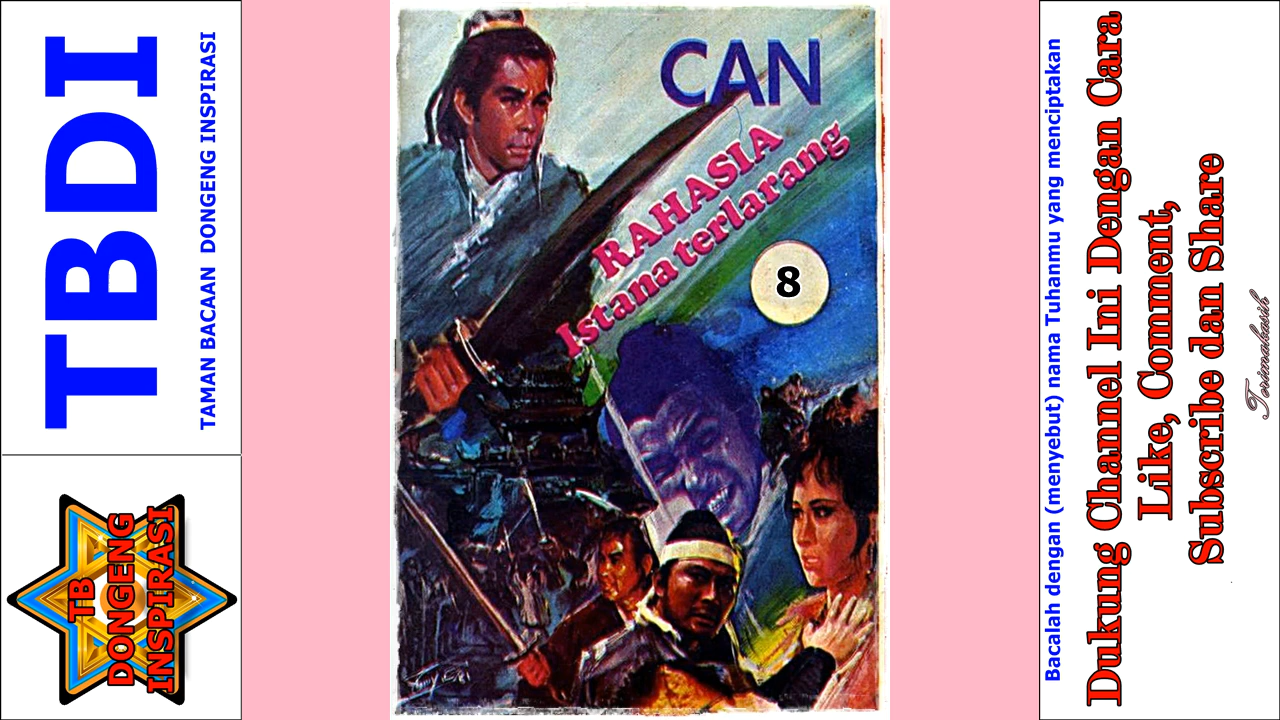 TBDI
TAMAN BACAAN DONGENG INSPIRASI
TB
DONGENG
INSPIRASI
CAN
RAHASIA
Istana terlarang
8
Bacalah dengan (menyebut) nama Tuhanmu yang menciptakan
Dukung Channel Ini Dengan Cara
Like, Comment,
Subscribe dan Share
Terimakasih